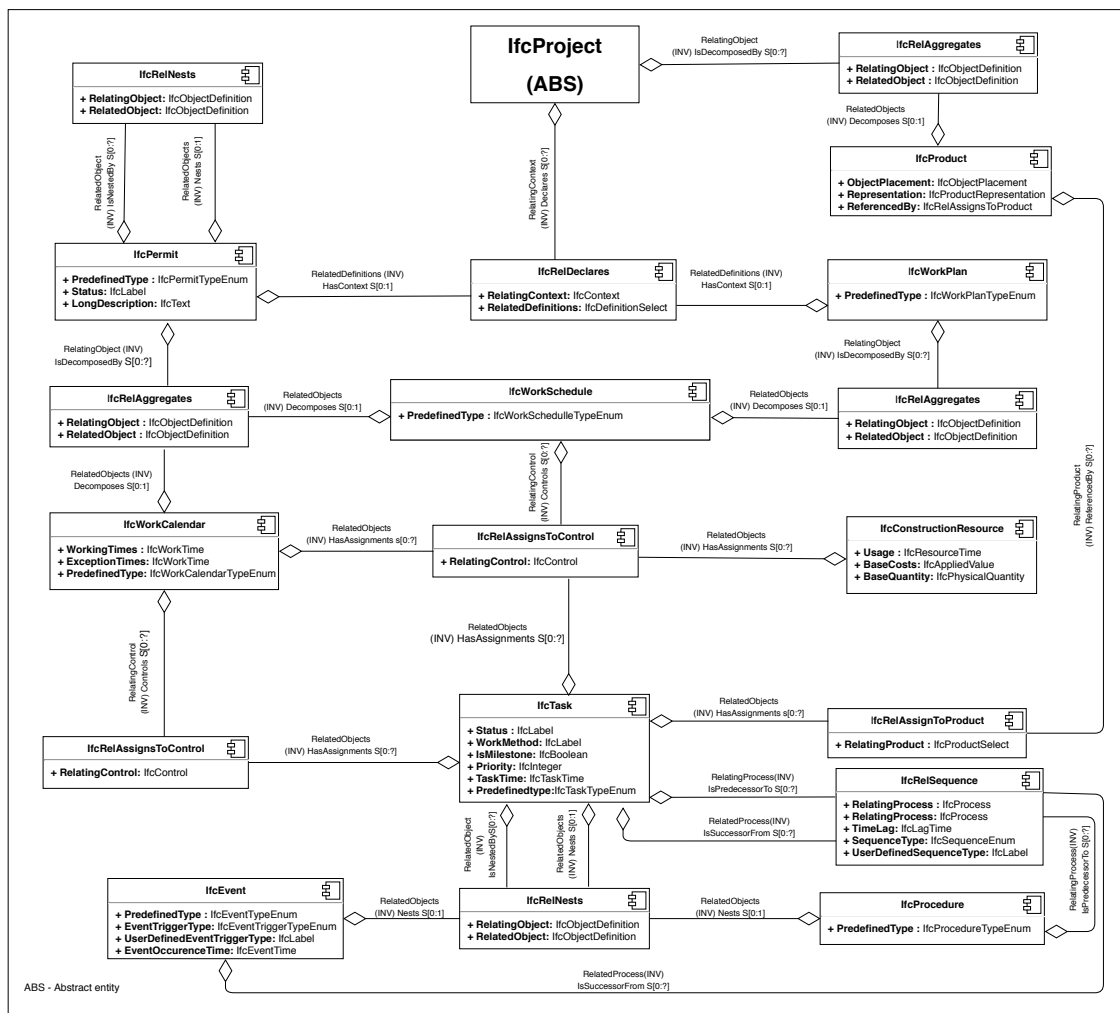 IfcProject
(ABS)
RelatingObject
(INV) IsDecomposedBy S[0:?]
IfcRelAggregates
+ RelatingObject : IfcObjectDefinition
+ RelatedObject : IfcObjectDefinition
IfcRelNests
+ RelatingObject: IfcObjectDefinition
+ RelatedObject: IfcObjectDefinition
RelatedObjects
(INV) Decomposes S[0:1]
RelatedObject
(INV) IsNestedBy S[0:?]
RelatedObjects
(INV) Nests S[0:1]
RelatingContext
(INV) Declares S[0:?]
IfcProduct
+ ObjectPlacement: IfcObjectPlacement
+ Representation: IfcProductRepresentation
+ ReferencedBy: IfcRelAssignsToProduct
IfcPermit
+ PredefinedType : IfcPermitTypeEnum
+ Status: IfcLabel
+ LongDescription: IfcText
RelatedDefinitions (INV)
HasContext S[0:1]
IfcRelDeclares
+ RelatingContext: IfcContext
+ RelatedDefinitions: IfcDefinitionSelect
RelatedDefinitions (INV)
HasContext S[0:1]
IfcWorkPlan
+ PredefinedType : IfcWorkPlanTypeEnum
RelatingObject (INV)
IsDecomposedBy S[0:?]
RelatingObject
(INV) IsDecomposedBy S[0:?]
IfcRelAggregates
+ RelatingObject: IfcObjectDefinition
+ RelatedObject: IfcObjectDefinition
RelatedObjects
(INV) Decomposes S[0:1]
IfcWorkSchedule
+ PredefinedType : IfcWorkSchedulleTypeEnum
RelatedObjects
(INV) Decomposes S[0:1]
IfcRelAggregates
+ RelatingObject : IfcObjectDefinition
+ RelatedObject : IfcObjectDefinition
RelatedObjects (INV)
Decomposes S[0:1]
RelatingControl
(INV) Controls S[0:?]
RelatingProduct
(INV) ReferencedBy S[0:?]
IfcWorkCalendar
+ WorkingTimes : IfcWorkTime
+ ExceptionTimes: IfcWorkTime
+ PredefinedType: IfcWorkCalendarTypeEnum
RelatedObjects
(INV) HasAssignments s[0:?]
IfcRelAssignsToControl
+ RelatingControl: IfcControl
RelatedObjects
(INV) HasAssignments S[0:?]
IfcConstructionResource
+ Usage : IfcResourceTime
+ BaseCosts: IfcAppliedValue
+ BaseQuantity: IfcPhysicalQuantity
RelatingControl
(INV) Controls S[0:?]
RelatedObjects
(INV) HasAssignments S[0:?]
IfcRelAssignsToControl
+ RelatingControl: IfcControl
RelatedObjects
(INV) HasAssignments S[0:?]
IfcTask
+ Status : IfcLabel
+ WorkMethod: IfcLabel
+ IsMilestone: IfcBoolean
+ Priority: IfcInteger
+ TaskTime: IfcTaskTime
+ Predefinedtype:IfcTaskTypeEnum
RelatedObjects
(INV) HasAssignments s[0:?]
IfcRelAssignToProduct
+ RelatingProduct : IfcProductSelect
RelatingProcess(INV)
IsPredecessorTo S[0:?]
RelatedProcess(INV)
IsSuccessorFrom S[0:?]
IfcRelSequence
+ RelatingProcess : IfcProcess
+ RelatingProcess: IfcProcess
+ TimeLag: IfcLagTime
+ SequenceType: IfcSequenceEnum
+ UserDefinedSequenceType: IfcLabel
RelatingProcess(INV)
IsPredecessorTo S[0:?]
RelatedObject
(INV)
IsNestedByS[0:?]
RelatedObjects
(INV) Nests S[0:1]
IfcEvent
+ PredefinedType : IfcEventTypeEnum
+ EventTriggerType: IfcEventTriggerTypeEnum
+ UserDefinedEventTriggerType: IfcLabel
+ EventOccurenceTime: IfcEventTime
RelatedObjects
(INV) Nests S[0:1]
IfcRelNests
+ RelatingObject: IfcObjectDefinition
+ RelatedObject: IfcObjectDefinition
RelatedObjects
(INV) Nests S[0:1]
IfcProcedure
+ PredefinedType : IfcProcedureTypeEnum
RelatedProcess(INV)
IsSuccessorFrom S[0:?]
ABS - Abstract entity